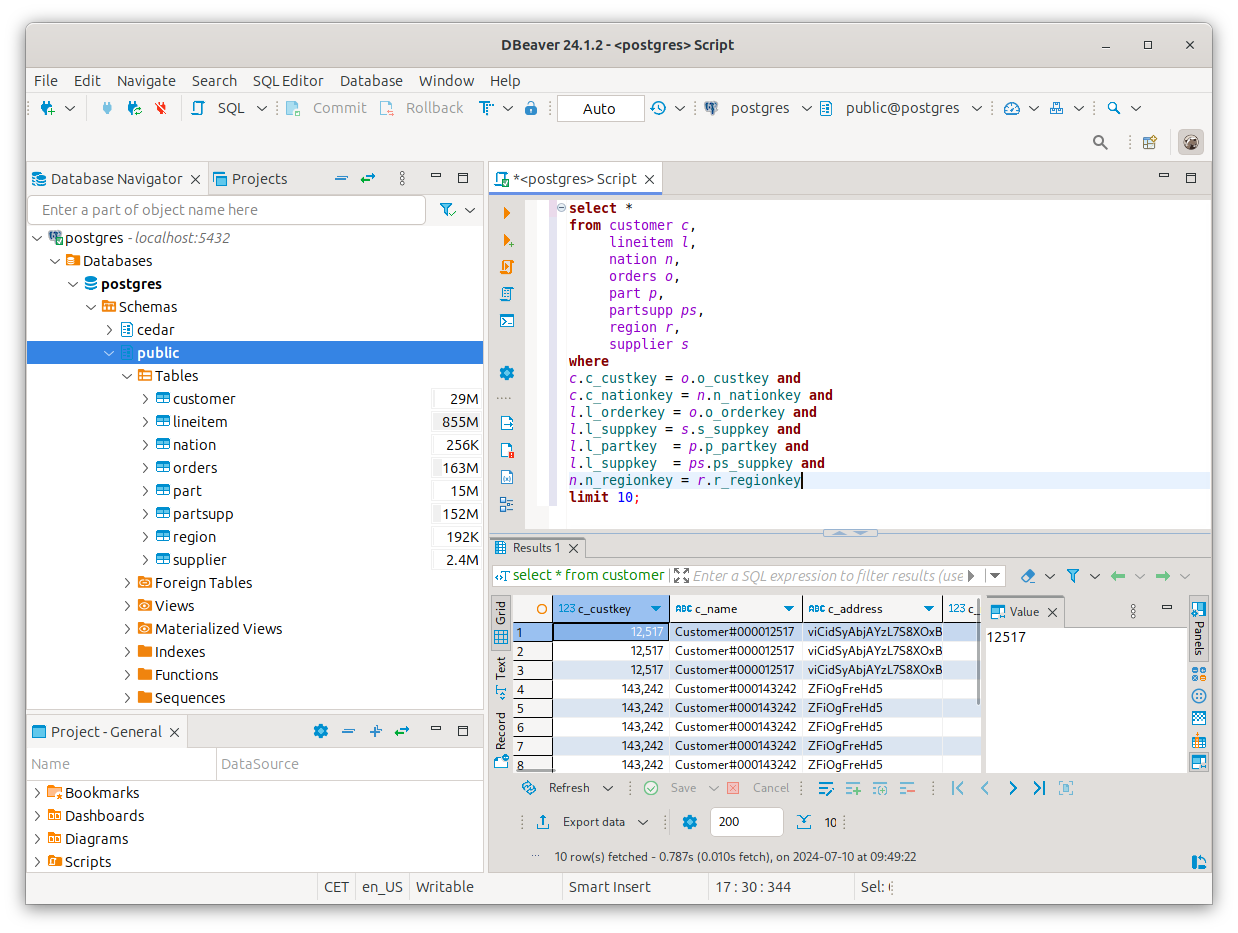 DBeaver 24.1.2 - <postgres> Script
File Edit Navigate Search SQL Editor Database Window Help
SQL Commit Rollback Auto postgres public@postgres
Database Navigator Projects
Enter a part of object name here
postgres - localhost:5432
Databases
postgres
Schemas
cedar
public
Tables
customer 29M
lineitem 855M
nation 256K
orders 163M
part 15M
partsupp 152M
region 192K
supplier 2.4M
Foreign Tables
Views
Materialized Views
Indexes
Functions
Sequences
Project - General
Name DataSource
Bookmarks
Dashboards
Diagrams
Scripts
*<postgres> Script
select *
from customer c,
lineitem l,
nation n,
orders o,
part p,
partsupp ps,
region r,
supplier s
where
c.c_custkey = o.o_custkey and
c.c_nationkey = n.n_nationkey and
l.l_orderkey = o.o_orderkey and
l.l_suppkey = s.s_suppkey and
l.l_partkey = p.p_partkey and
l.l_suppkey = ps.ps_suppkey and
n.n_regionkey = r.r_regionkey
limit 10;
Results 1
select * from customer Enter a SQL expression to filter results (use
Grid
Text
Record
123 c_custkey ABC c_name ABC c_address 123 c_
1 12,517 Customer#000012517 viCidSyAbjAYzL7S8XOxB
2 12,517 Customer#000012517 viCidSyAbjAYzL7S8XOxB
3 12,517 Customer#000012517 viCidSyAbjAYzL7S8XOxB
4 143,242 Customer#000143242 ZFiOgFreHd5
5 143,242 Customer#000143242 ZFiOgFreHd5
6 143,242 Customer#000143242 ZFiOgFreHd5
7 143,242 Customer#000143242 ZFiOgFreHd5
8 143,242 Customer#000143242 ZFiOgFreHd5
Value
12517
Panels
Refresh Save Cancel
Export data 200 10
10 row(s) fetched - 0.787s (0.010s fetch), on 2024-07-10 at 09:49:22
CET en_US Writable Smart Insert 17 : 30 : 344 Sel: